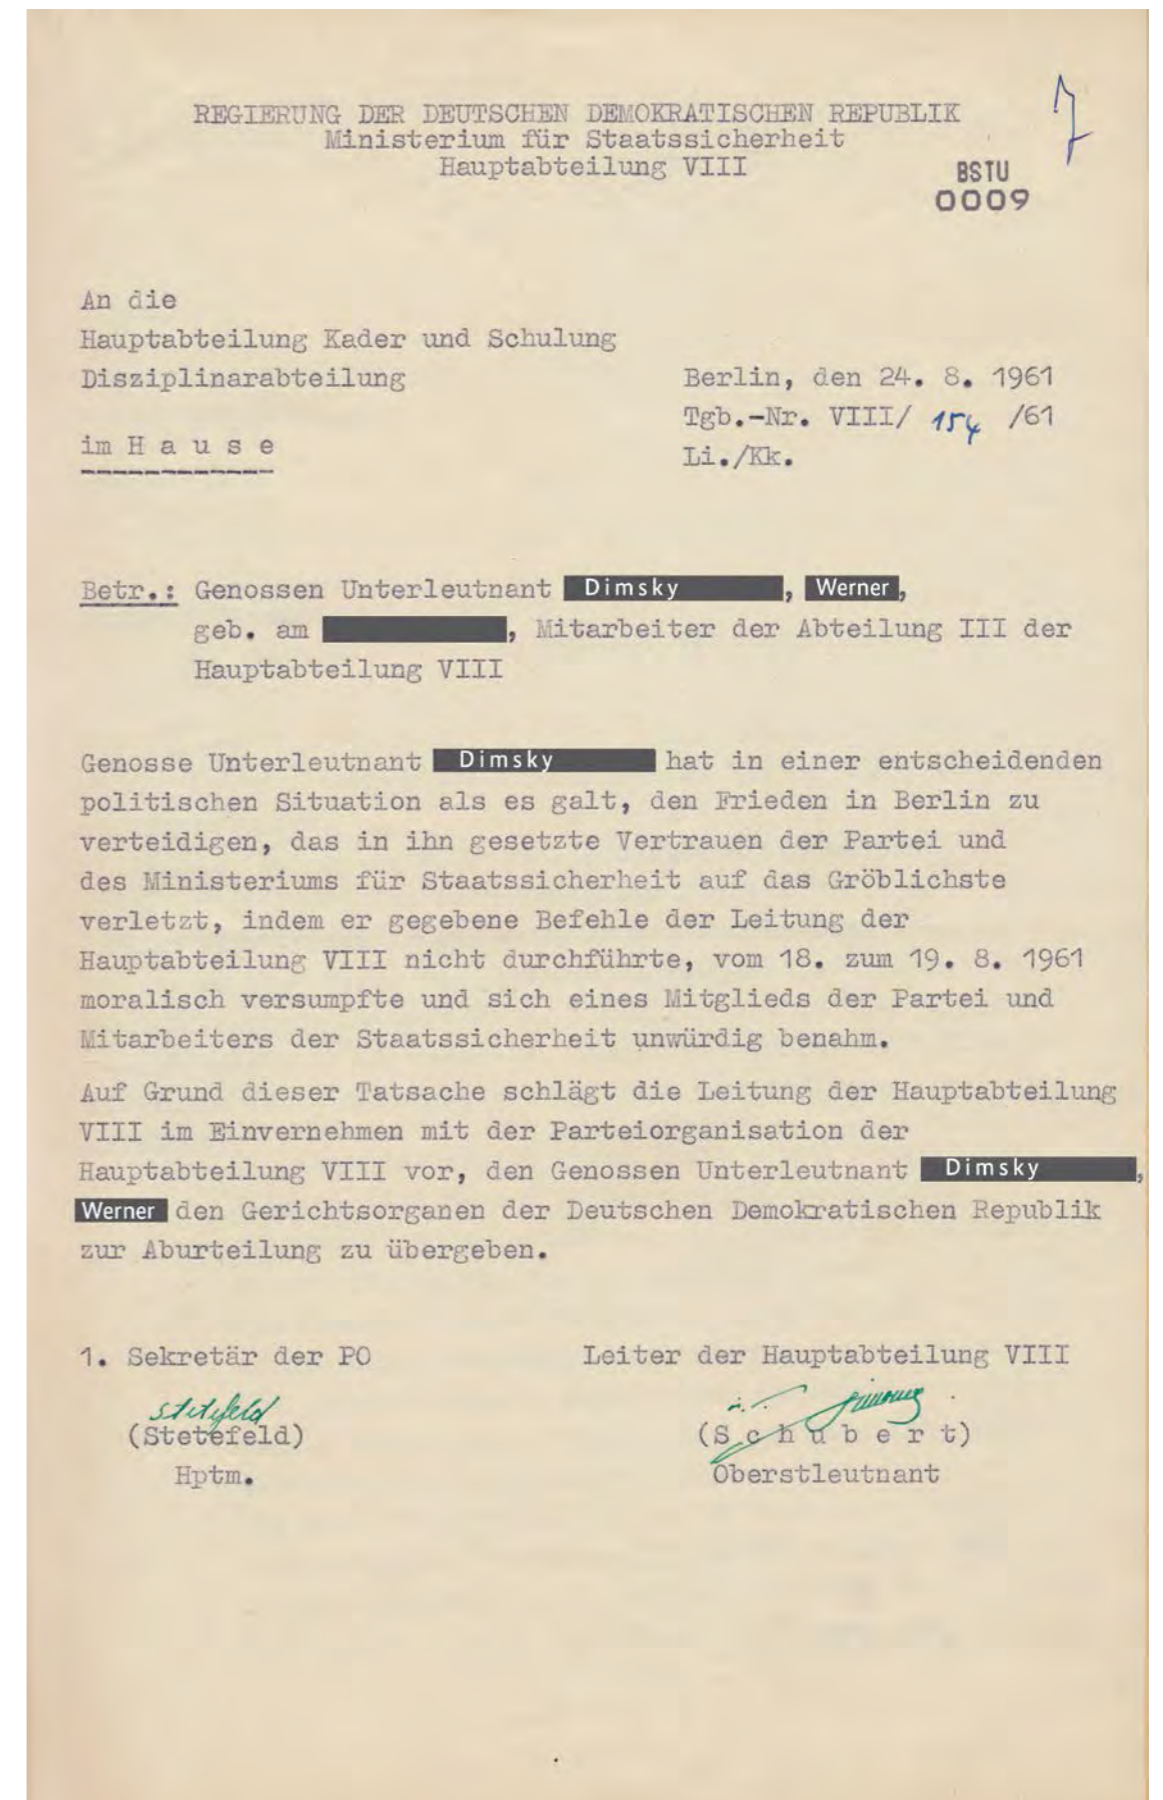 REGIERUNG DER DEUTSCHEN DEMOKRATISCHEN REPUBLIK
Ministerium für Staatssicherheit
Hauptabteilung VIII
7
BSTU
0009
An die
Hauptabteilung Kader und Schulung
Disziplinarabteilung
Berlin, den 24. 8. 1961
Tgb.-Nr. VIII/ 154 /61
im H a u s e
Li./Kk.
Betr.: Genossen Unterleutnant Dimsky, Werner,
geb. am , Mitarbeiter der Abteilung III der
Hauptabteilung VIII
Genosse Unterleutnant Dimsky hat in einer entscheidenden
politischen Situation als es galt, den Frieden in Berlin zu
verteidigen, das in ihn gesetzte Vertrauen der Partei und
des Ministeriums für Staatssicherheit auf das Gröblichste
verletzt, indem er gegebene Befehle der Leitung der
Hauptabteilung VIII nicht durchführte, vom 18. zum 19. 8. 1961
moralisch versumpfte und sich eines Mitglieds der Partei und
Mitarbeiters der Staatssicherheit unwürdig benahm.
Auf Grund dieser Tatsache schlägt die Leitung der Hauptabteilung
VIII im Einvernehmen mit der Parteiorganisation der
Hauptabteilung VIII vor, den Genossen Unterleutnant Dimsky,
Werner den Gerichtsorganen der Deutschen Demokratischen Republik
zur Aburteilung zu übergeben.
1. Sekretär der PO
Leiter der Hauptabteilung VIII
Stetefeld
(Stetefeld)
Hptm.
(S c h u b e r t)
Oberstleutnant